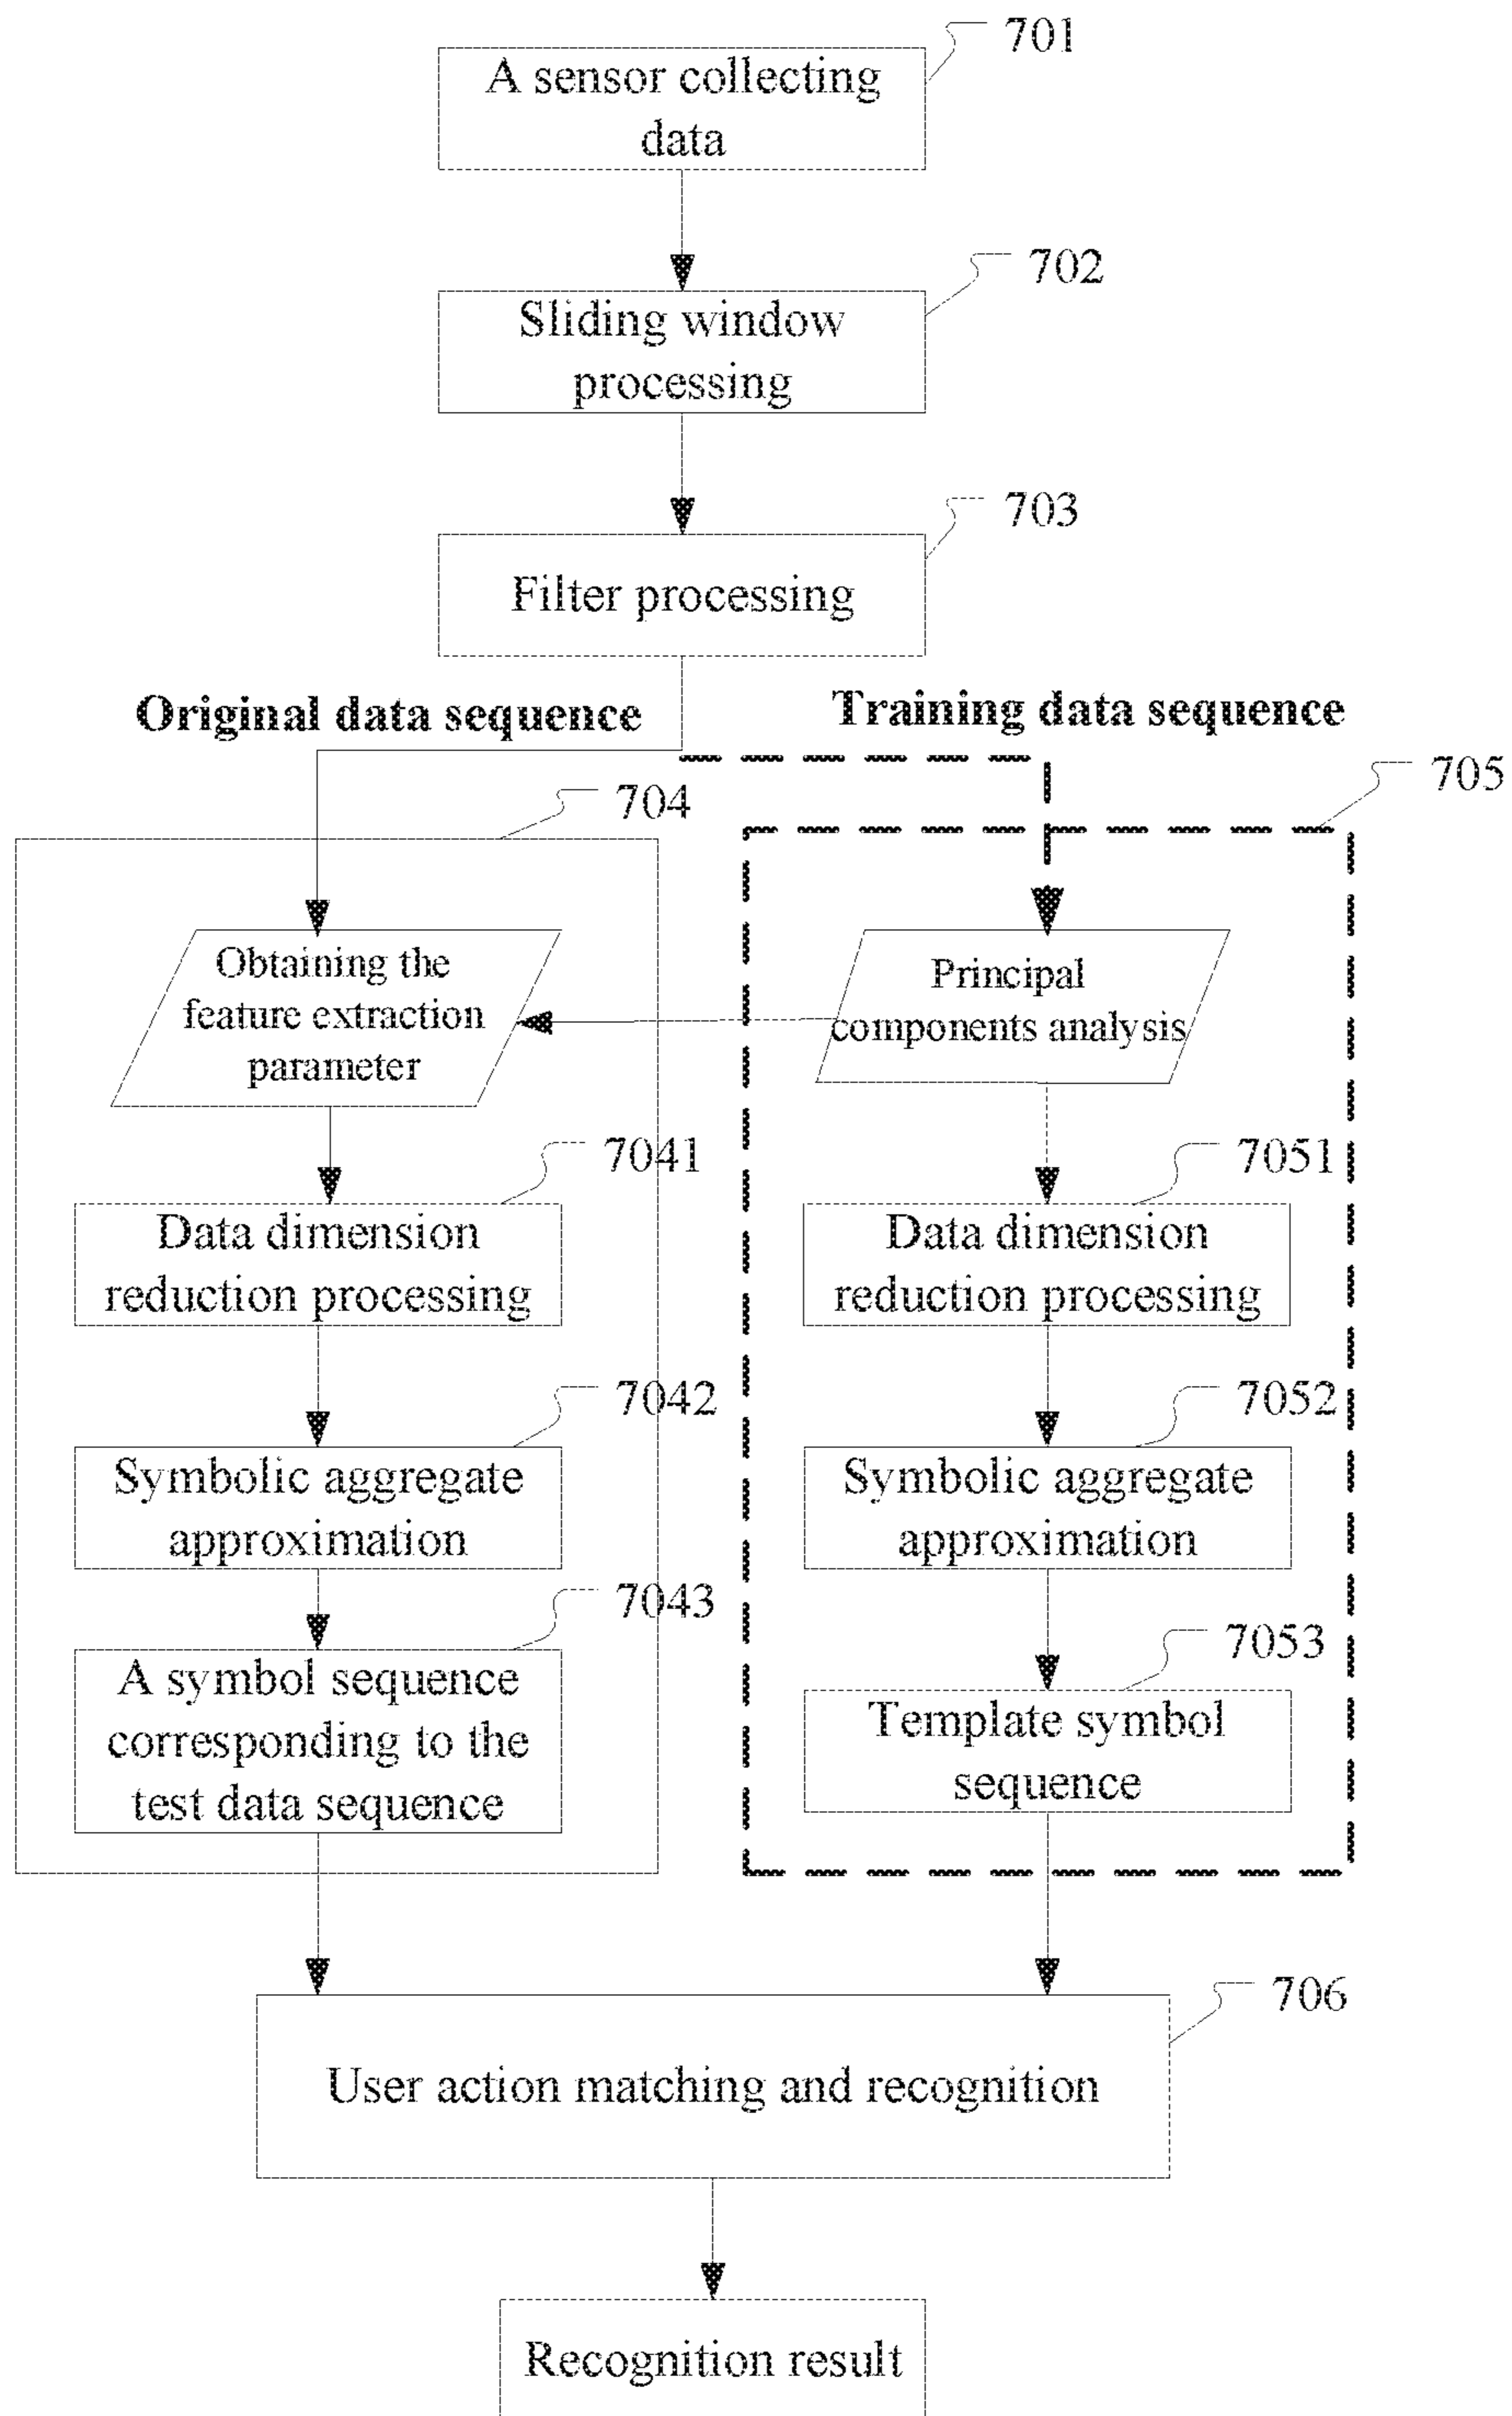 701
A sensor collecting
data
702
Sliding window
processing
703
Filter processing
Original data sequence
Training data sequence
704
705
Obtaining the
feature extraction
parameter
Principal
components analysis
7041
Data dimension
reduction processing
7051
Data dimension
reduction processing
7042
Symbolic aggregate
approximation
7052
Symbolic aggregate
approximation
7043
A symbol sequence
corresponding to the
test data sequence
7053
Template symbol
sequence
706
User action matching and recognition
Recognition result